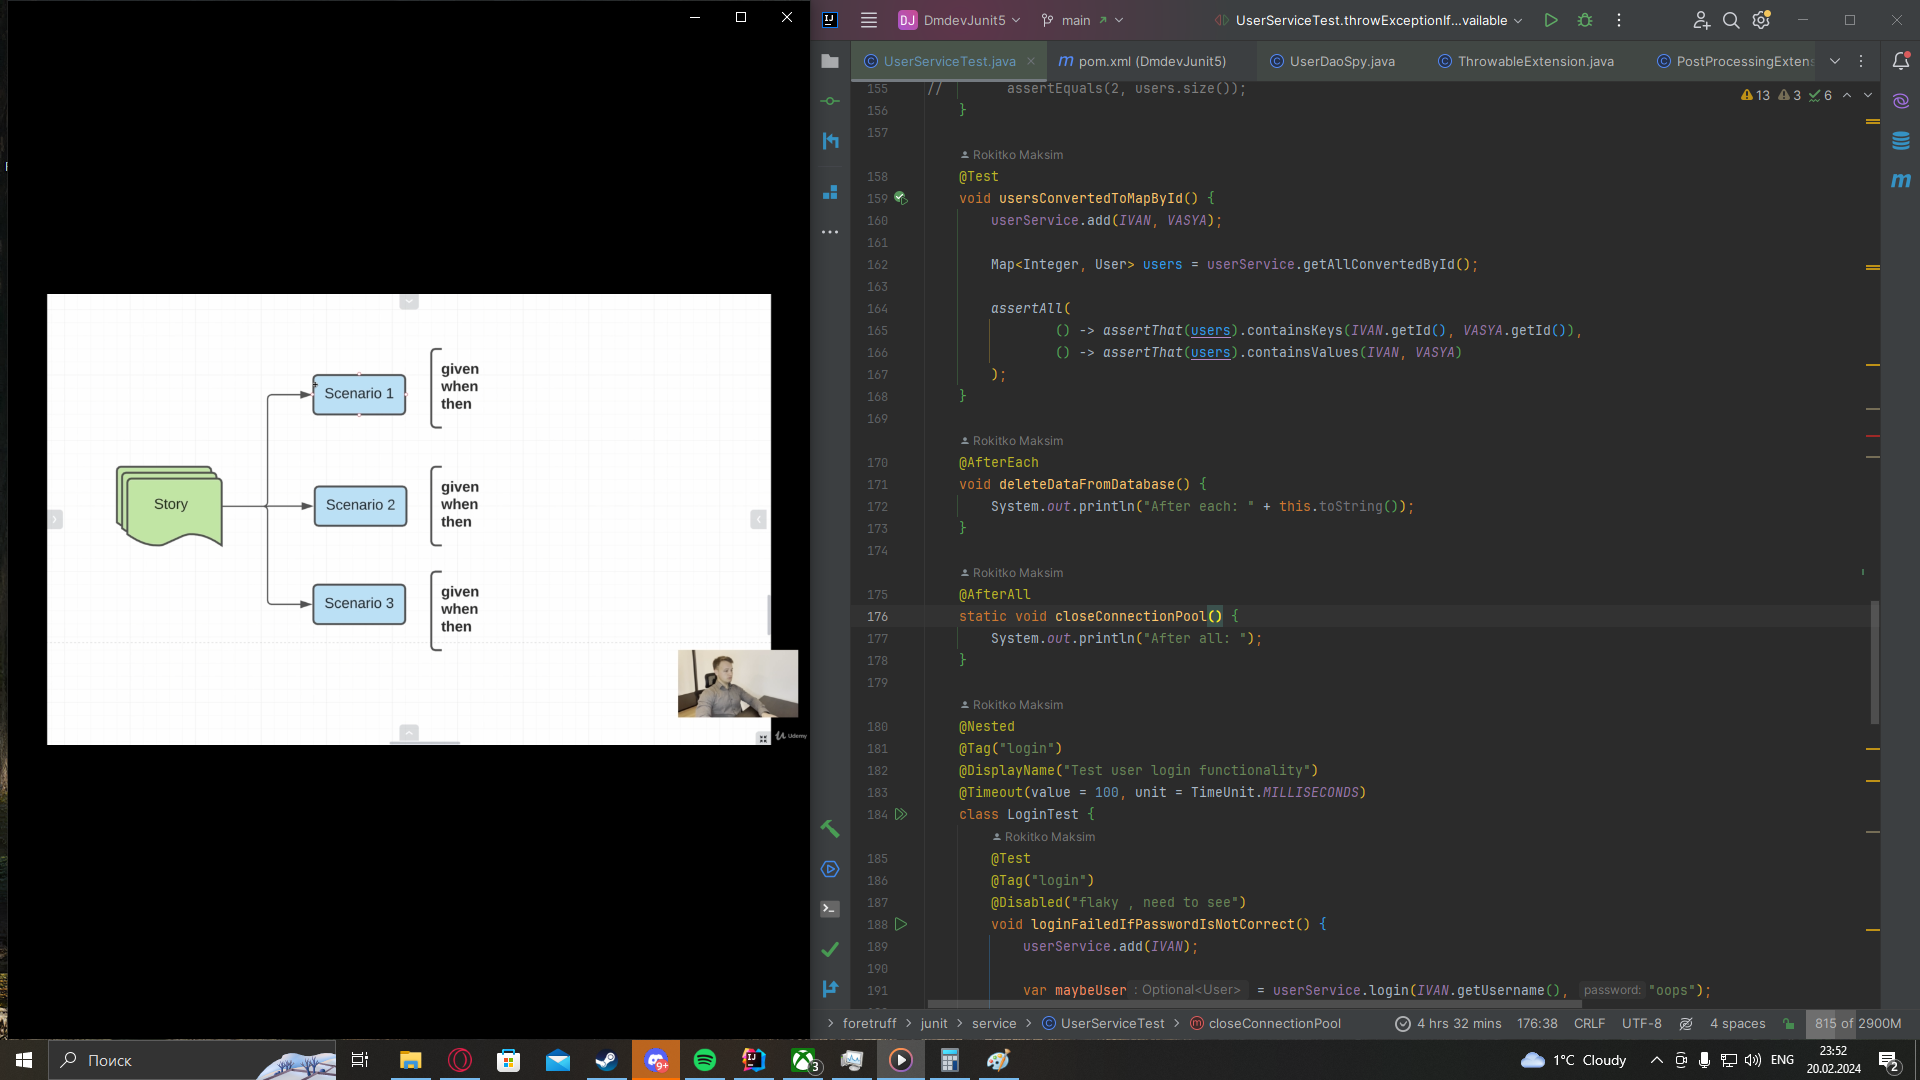 Story
Scenario 1
given
when
then
Scenario 2
given
when
then
Scenario 3
given
when
then
Udemy
DJ DmdevJunit5
main
UserServiceTest.throwExceptionIf...vailable
UserServiceTest.java
pom.xml (DmdevJunit5)
UserDaoSpy.java
ThrowableExtension.java
PostProcessingExtens
13 3 6
155 // assertEquals(2, users.size());
156 }
157
Rokitko Maksim
158 @Test
159 void usersConvertedToMapById() {
160 userService.add(IVAN, VASYA);
161
162 Map<Integer, User> users = userService.getAllConvertedById();
163
164 assertAll(
165 () -> assertThat(users).containsKeys(IVAN.getId(), VASYA.getId()),
166 () -> assertThat(users).containsValues(IVAN, VASYA)
167 );
168 }
169
Rokitko Maksim
170 @AfterEach
171 void deleteDataFromDatabase() {
172 System.out.println("After each: " + this.toString());
173 }
174
Rokitko Maksim
175 @AfterAll
176 static void closeConnectionPool() {
177 System.out.println("After all: ");
178 }
179
Rokitko Maksim
180 @Nested
181 @Tag("login")
182 @DisplayName("Test user login functionality")
183 @Timeout(value = 100, unit = TimeUnit.MILLISECONDS)
184 class LoginTest {
Rokitko Maksim
185 @Test
186 @Tag("login")
187 @Disabled("flaky , need to see")
188 void loginFailedIfPasswordIsNotCorrect() {
189 userService.add(IVAN);
190
191 var maybeUser : Optional<User> = userService.login(IVAN.getUsername(), password: "oops");
foretruff > junit > service > UserServiceTest > closeConnectionPool
4 hrs 32 mins 176:38 CRLF UTF-8 4 spaces 815 of 2900M
Поиск
9+
3
1°C Cloudy
ENG
23:52
20.02.2024
2